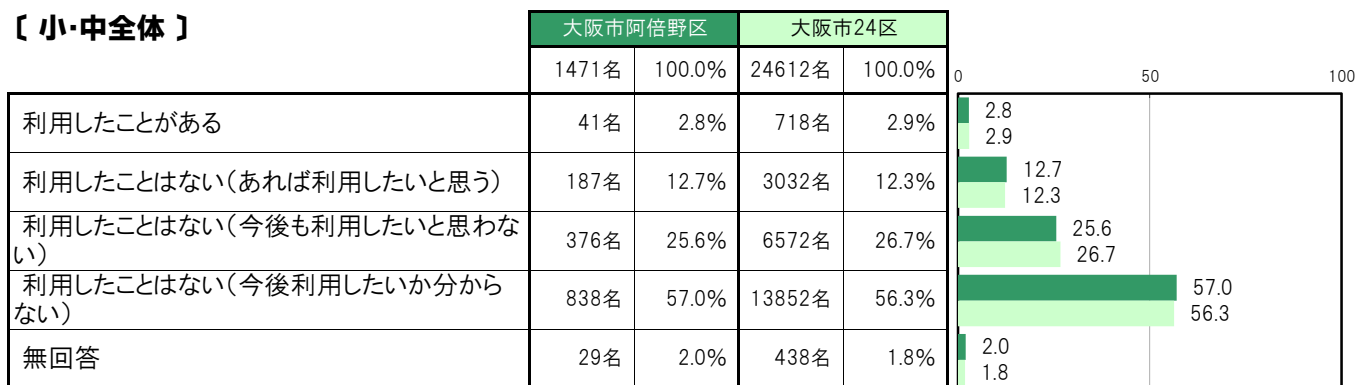 〔 小・中全体 〕
大阪市阿倍野区 大阪市24区
1471名 100.0% 24612名 100.0%
0 50 100
利用したことがある 41名 2.8% 718名 2.9% 2.8
2.9
利用したことはない（あれば利用したいと思う） 187名 12.7% 3032名 12.3% 12.7
12.3
利用したことはない（今後も利用したいと思わな
い） 376名 25.6% 6572名 26.7% 25.6
26.7
利用したことはない（今後利用したいか分から
ない） 838名 57.0% 13852名 56.3% 57.0
56.3
無回答 29名 2.0% 438名 1.8% 2.0
1.8